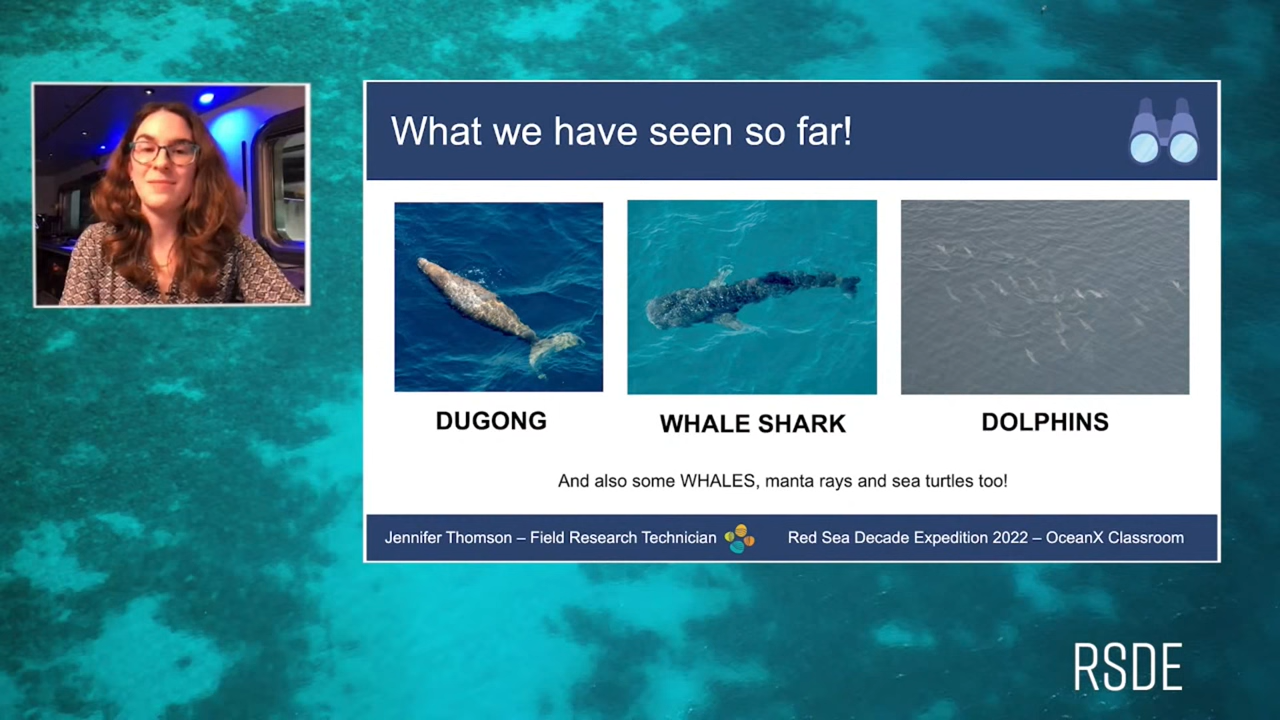 What we have seen so far!
DUGONG
WHALE SHARK
DOLPHINS
And also some WHALES, manta rays and sea turtles too!
Jennifer Thomson – Field Research Technician
Red Sea Decade Expedition 2022 – OceanX Classroom
RSDE